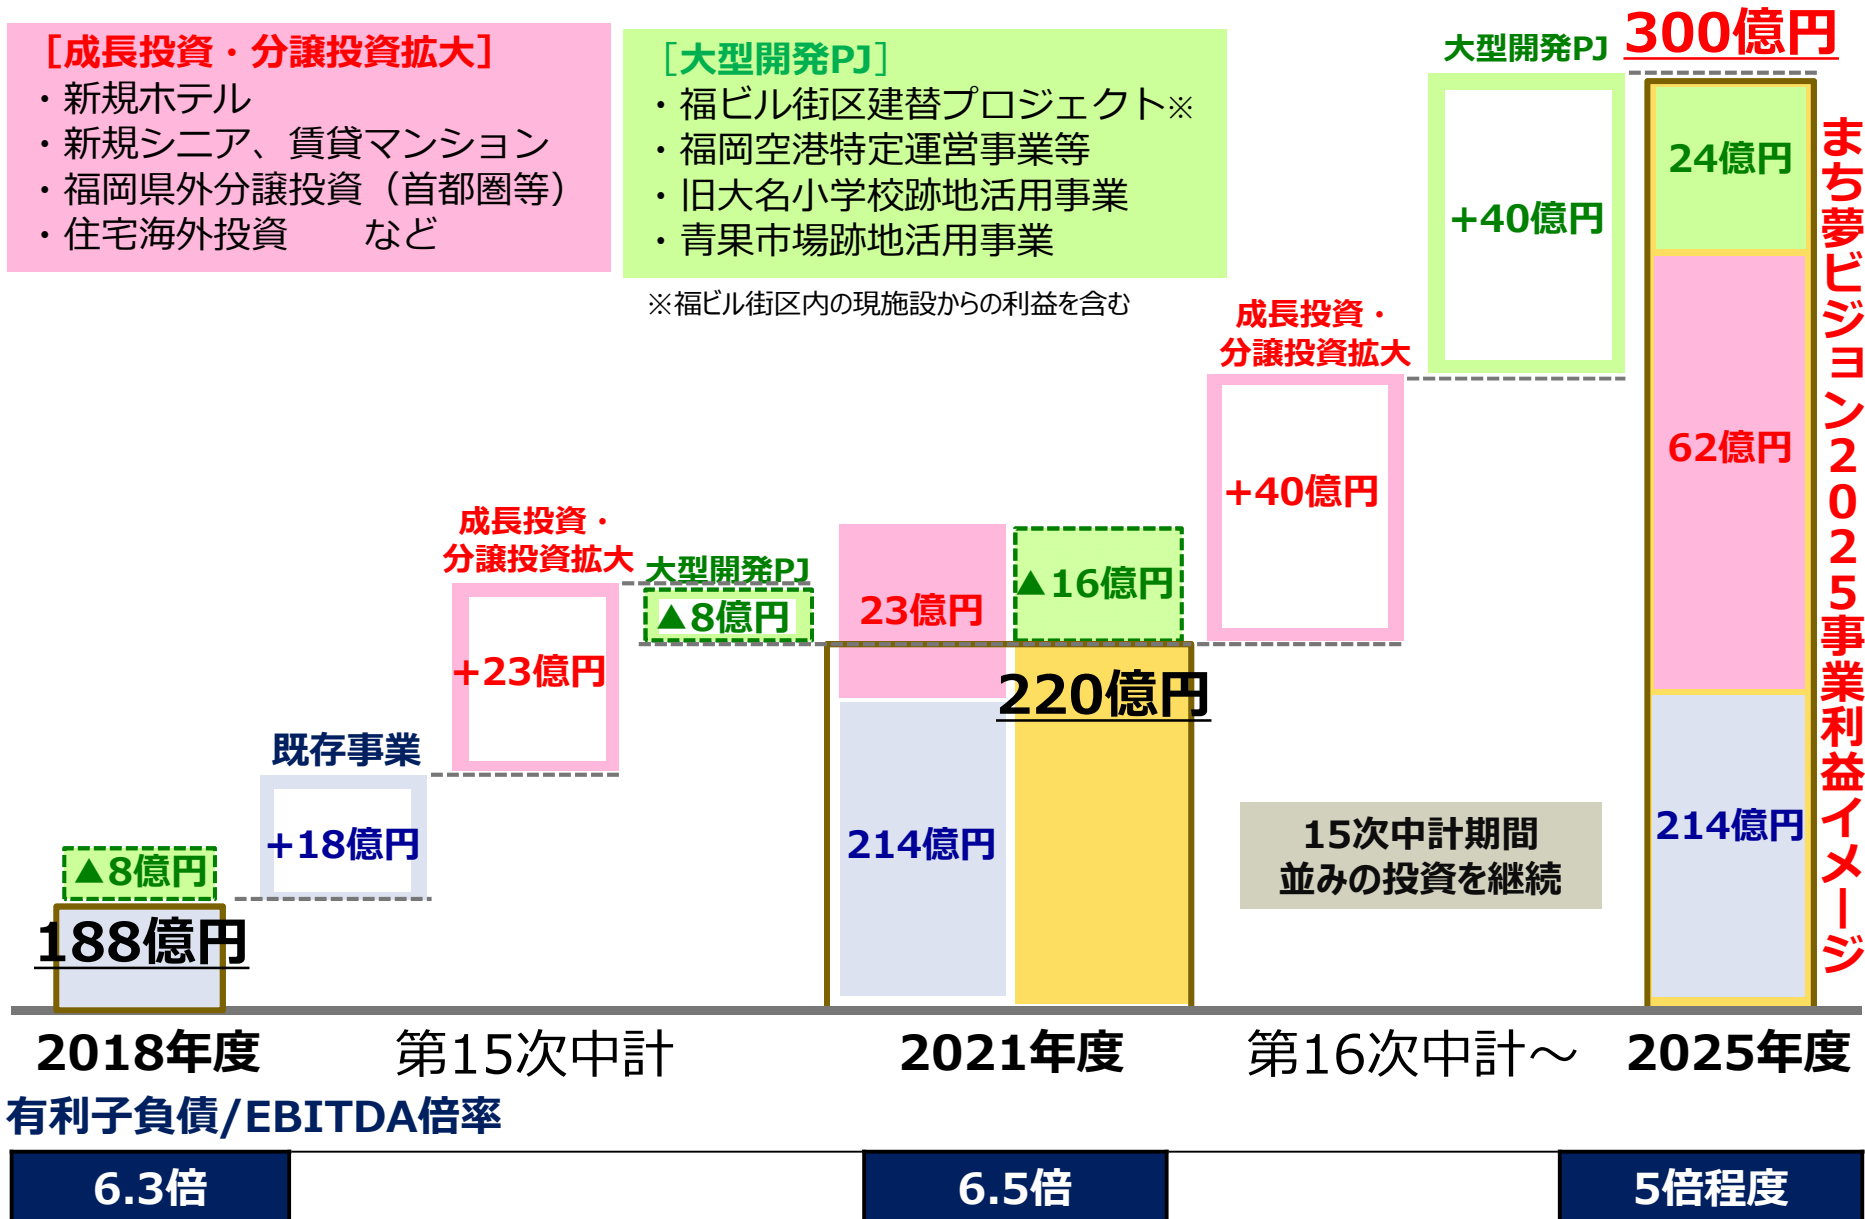 ［成長投資・分譲投資拡大］
・新規ホテル
・新規シニア、賃貸マンション
・福岡県外分譲投資（首都圏等）
・住宅海外投資　　など
［大型開発PJ］
・福ビル街区建替プロジェクト※
・福岡空港特定運営事業等
・旧大名小学校跡地活用事業
・青果市場跡地活用事業
※福ビル街区内の現施設からの利益を含む
大型開発PJ
300億円
+40億円
24億円
62億円
214億円
まち夢ビジョン2025事業利益イメージ
成長投資・
分譲投資拡大
+40億円
成長投資・
分譲投資拡大
+23億円
大型開発PJ
▲8億円
23億円
▲16億円
220億円
214億円
既存事業
+18億円
▲8億円
188億円
15次中計期間
並みの投資を継続
2018年度
第15次中計
2021年度
第16次中計～
2025年度
有利子負債/EBITDA倍率
6.3倍
6.5倍
5倍程度